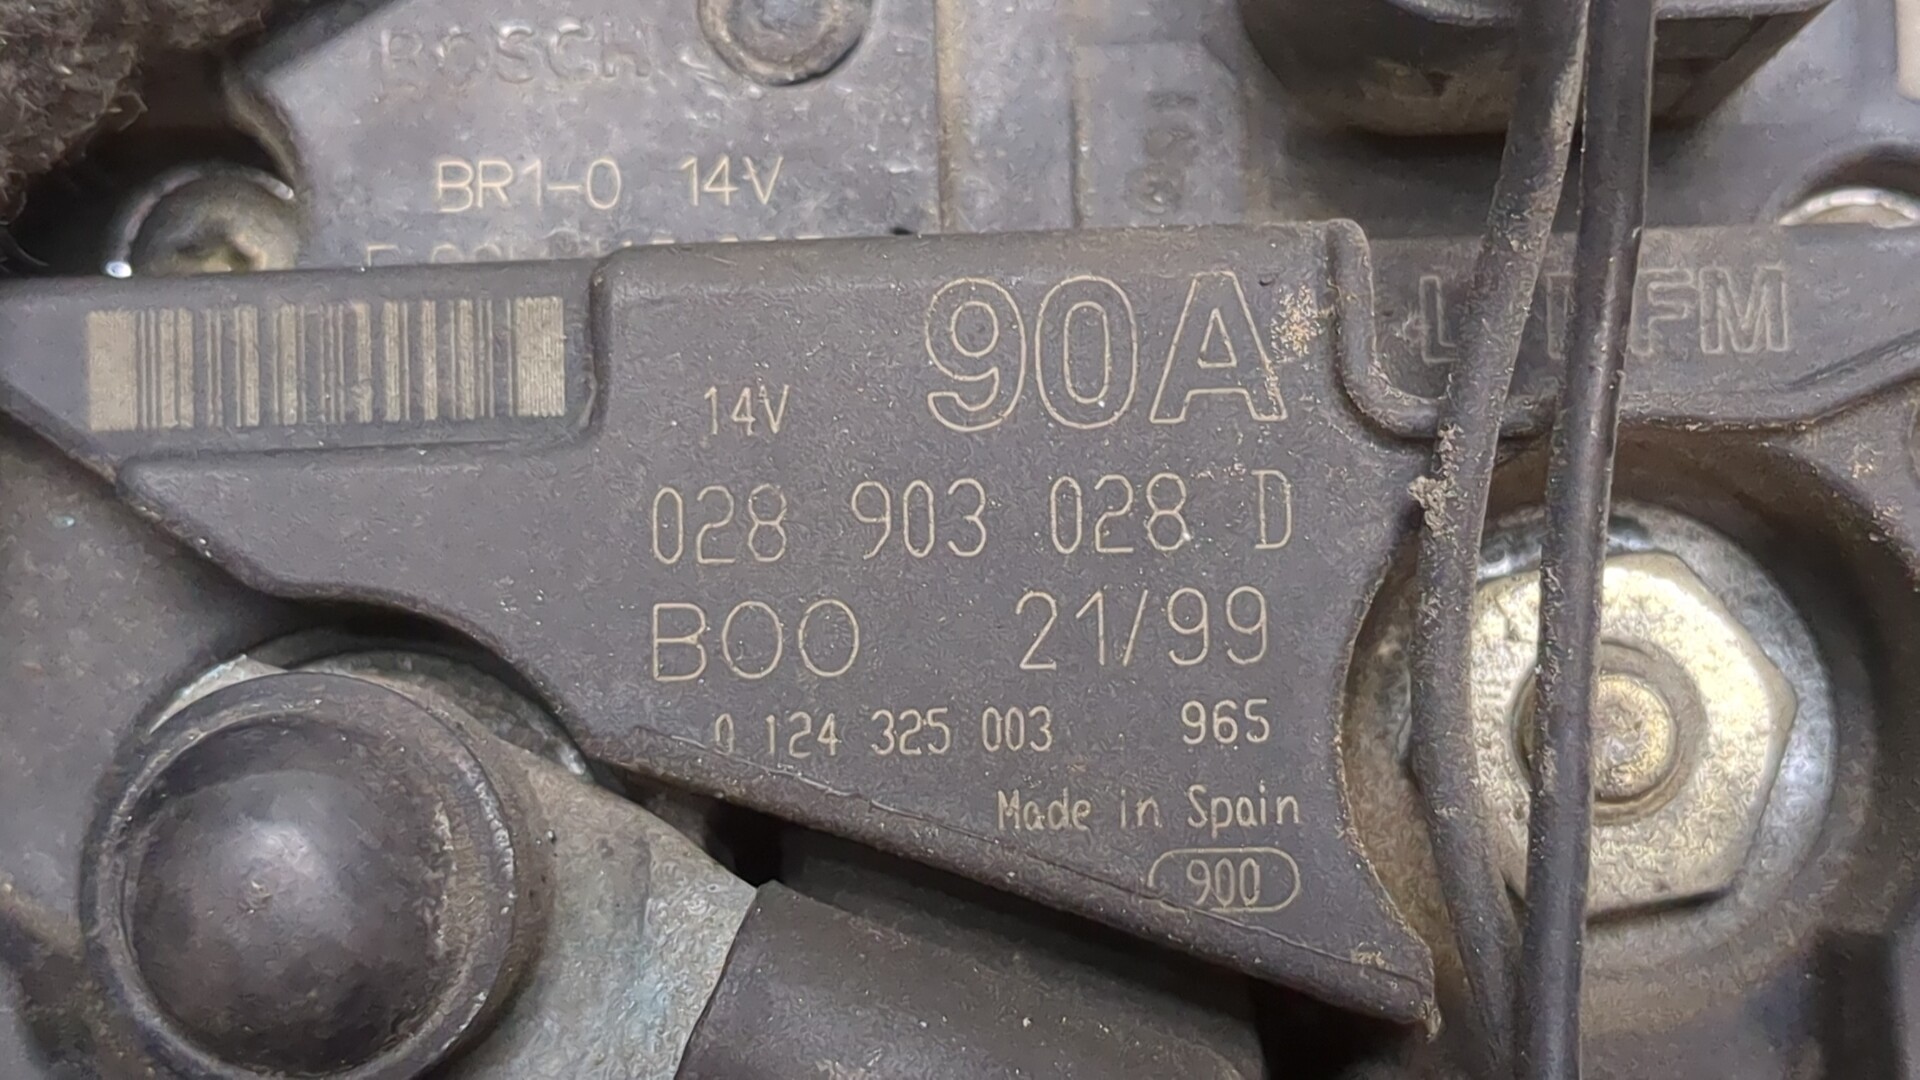 BOSCH
BR1-0 14V
90A
14V
028 903 028 D
BOO 21/99
0 124 325 003 965
Made in Spain
900